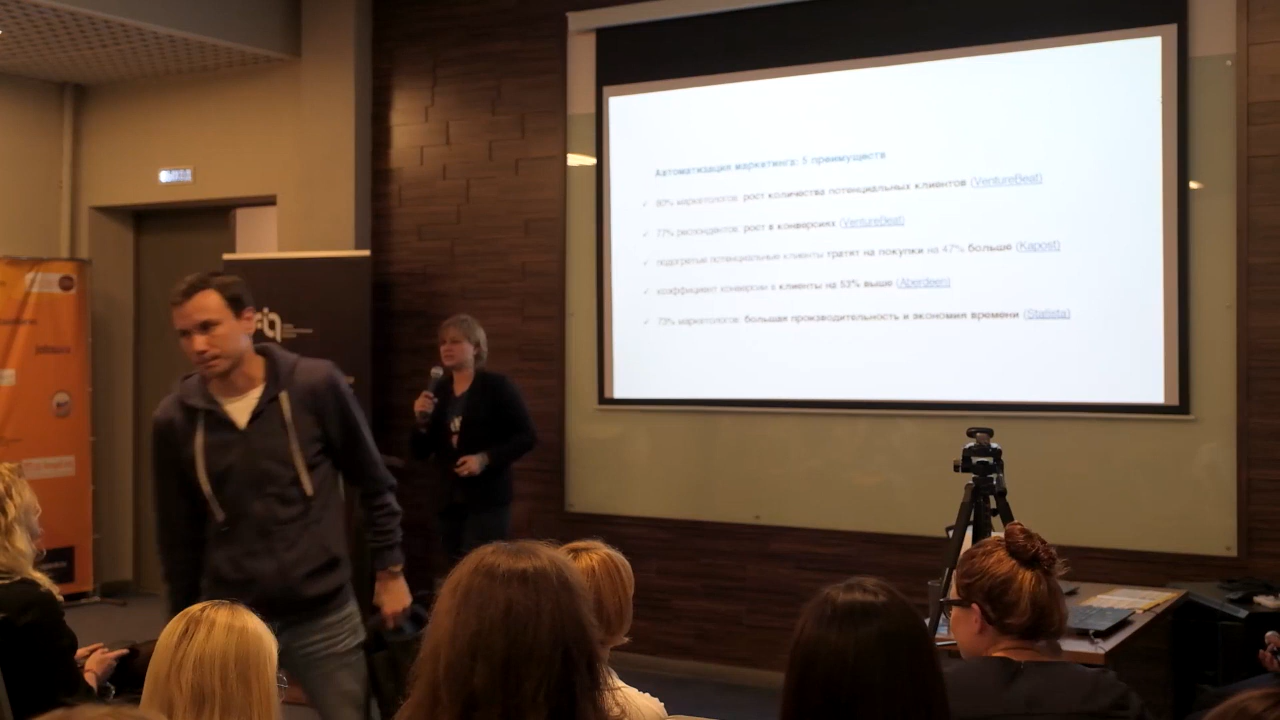 Автоматизация маркетинга: 5 преимуществ
✓ 80% маркетологов: рост количества потенциальных клиентов (VentureBeat)
✓ 77% респондентов: рост в конверсиях (VentureBeat)
✓ подогретые потенциальные клиенты тратят на покупки на 47% больше (Kapost)
✓ коэффициент конверсии в клиенты на 53% выше (Aberdeen)
✓ 73% маркетологов: большая производительность и экономия времени (Statista)